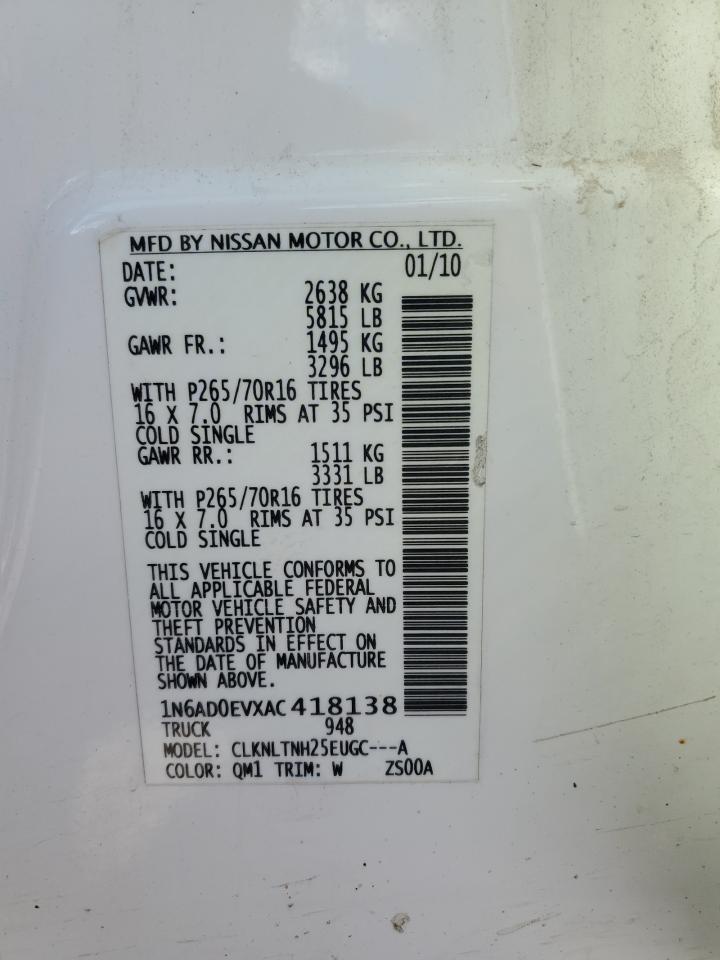 MFD BY NISSAN MOTOR CO., LTD.
DATE: 01/10
GVWR: 2638 KG
5815 LB
GAWR FR.: 1495 KG
3296 LB
WITH P265/70R16 TIRES
16 X 7.0 RIMS AT 35 PSI
COLD SINGLE
GAWR RR.: 1511 KG
3331 LB
WITH P265/70R16 TIRES
16 X 7.0 RIMS AT 35 PSI
COLD SINGLE
THIS VEHICLE CONFORMS TO
ALL APPLICABLE FEDERAL
MOTOR VEHICLE SAFETY AND
THEFT PREVENTION
STANDARDS IN EFFECT ON
THE DATE OF MANUFACTURE
SHOWN ABOVE.
1N6AD0EVXAC418138
TRUCK 948
MODEL: CLKNLTNH25EUGC---A
COLOR: QM1 TRIM: W ZS00A